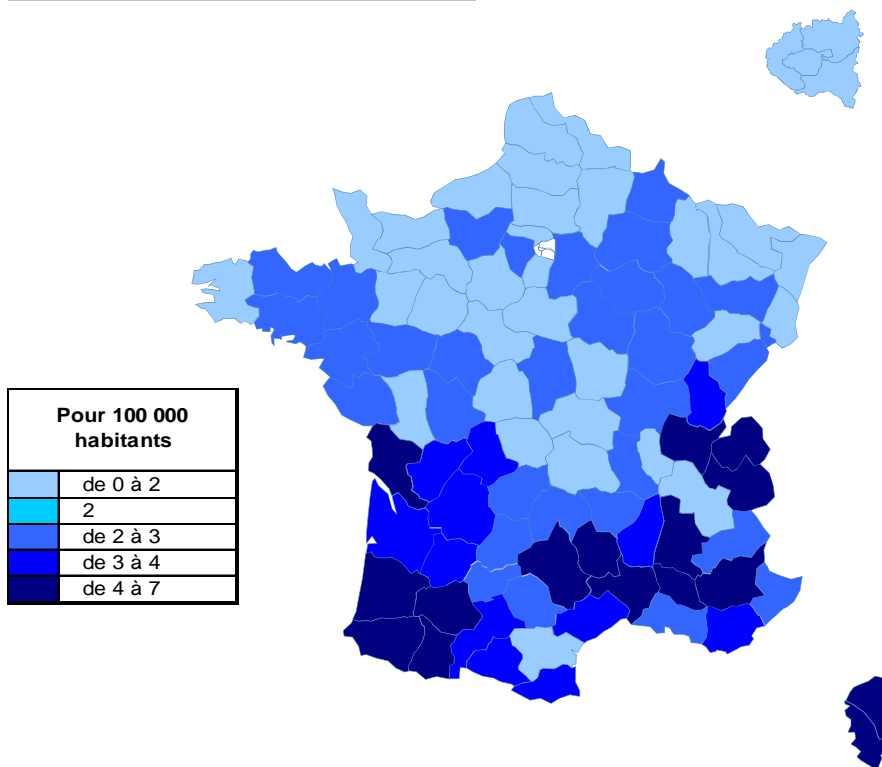 Pour 100 000
habitants
de 0 à 2
2
de 2 à 3
de 3 à 4
de 4 à 7